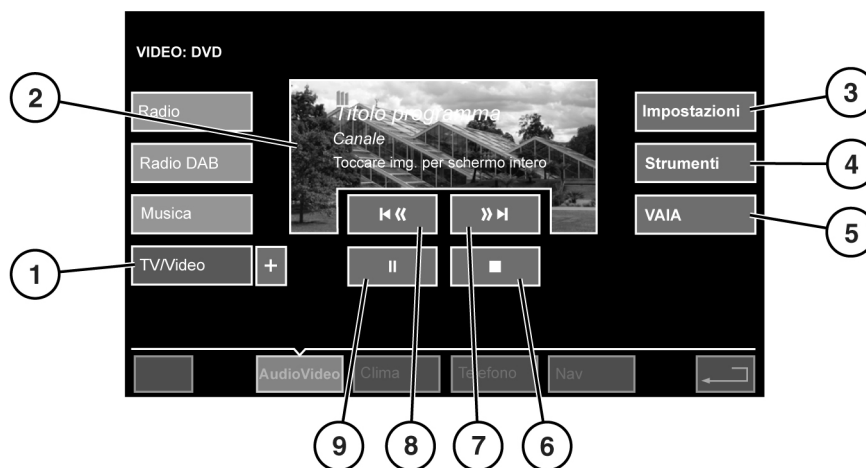 VIDEO: DVD
2
Radio
Titolo programma
Canale
Toccare img. per schermo intero
Impostazioni
3
Radio DAB
Strumenti
4
Musica
VAIA
5
1
TV/Video +
AudioVideo Clima Telefono Nav
9 8 7 6